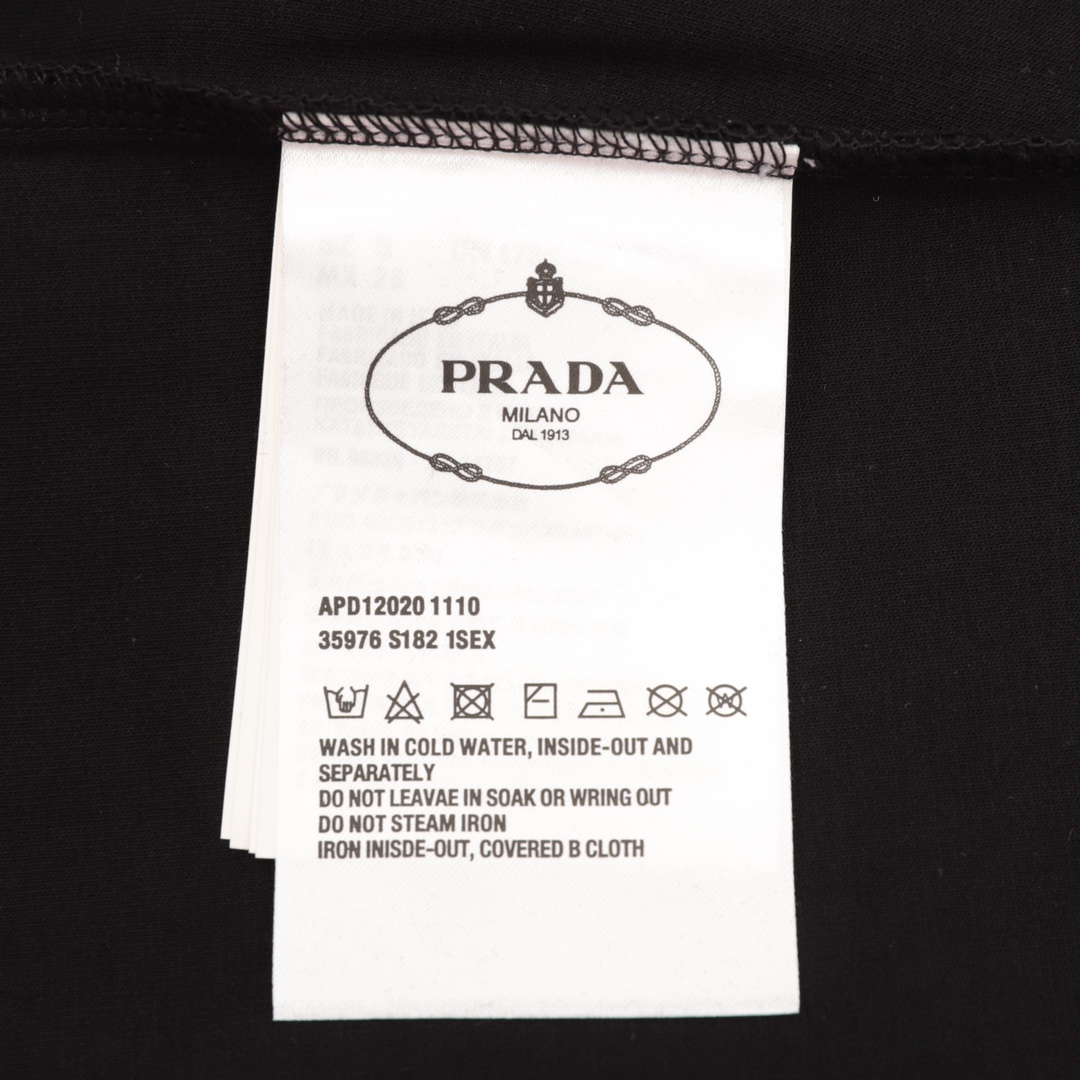 PRADA
MILANO
DAL 1913
APD12020 1110
35976 S182 1SEX
WASH IN COLD WATER, INSIDE-OUT AND
SEPARATELY
DO NOT LEAVAE IN SOAK OR WRING OUT
DO NOT STEAM IRON
IRON INISDE-OUT, COVERED B CLOTH